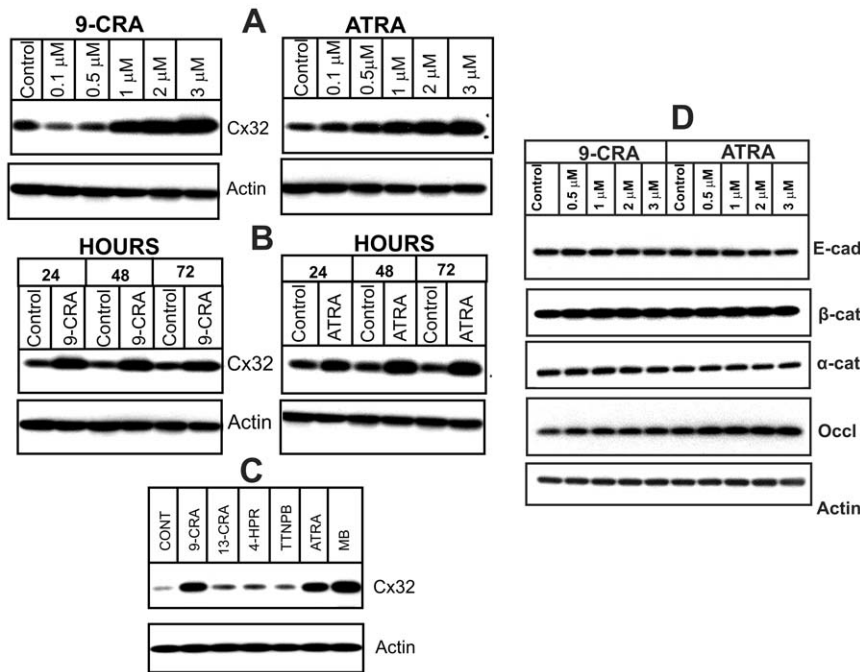 A
9-CRA
Control 0.1 μM 0.5 μM 1 μM 2 μM 3 μM
Cx32
Actin
ATRA
Control 0.1 μM 0.5μM 1 μM 2 μM 3 μM
B
HOURS
24 48 72
Control 9-CRA Control 9-CRA Control 9-CRA
Cx32
Actin
HOURS
24 48 72
Control ATRA Control ATRA Control ATRA
C
CONT 9-CRA 13-CRA 4-HPR TTNPB ATRA MB
Cx32
Actin
D
9-CRA ATRA
Control 0.5 μM 1 μM 2 μM 3 μM Control 0.5 μM 1 μM 2 μM 3 μM
E-cad
β-cat
α-cat
Occl
Actin